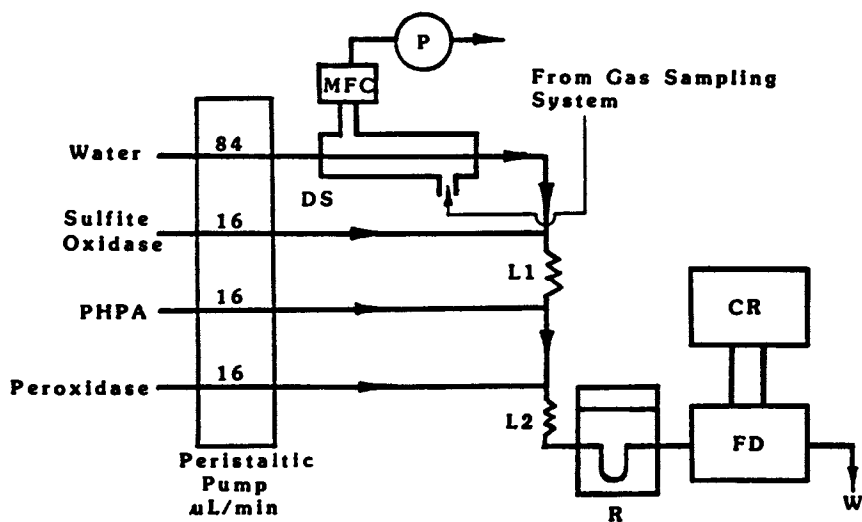 P
MFC
From Gas Sampling
System
Water
84
DS
Sulfite
Oxidase
16
L1
PHPA
16
CR
Peroxidase
16
L2
FD
Peristaltic
Pump
µL/min
R
W